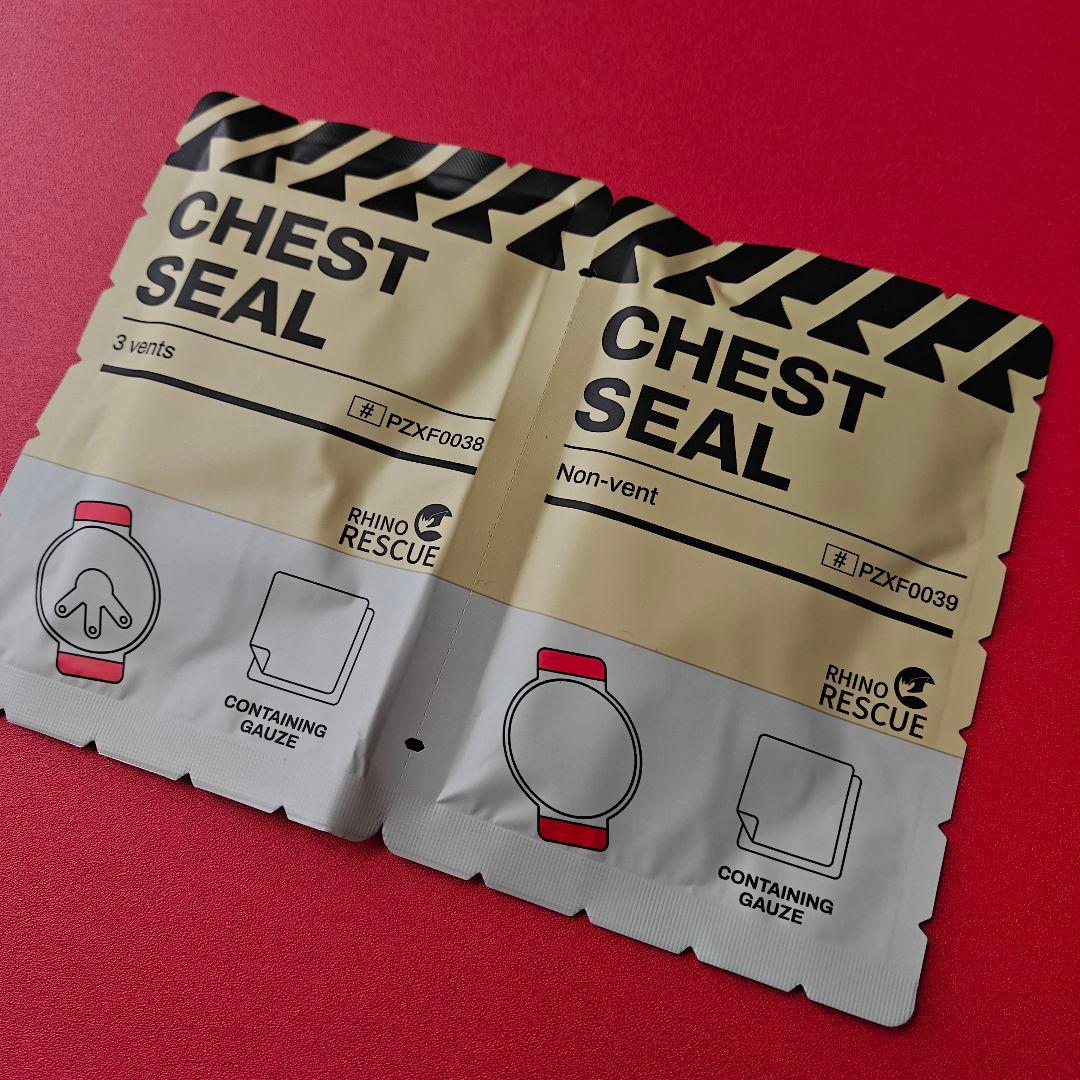 CHEST
SEAL
3 vents
# PZXF0038
RHINO
RESCUE
CONTAINING
GAUZE
CHEST
SEAL
Non-vent
# PZXF0039
RHINO
RESCUE
CONTAINING
GAUZE